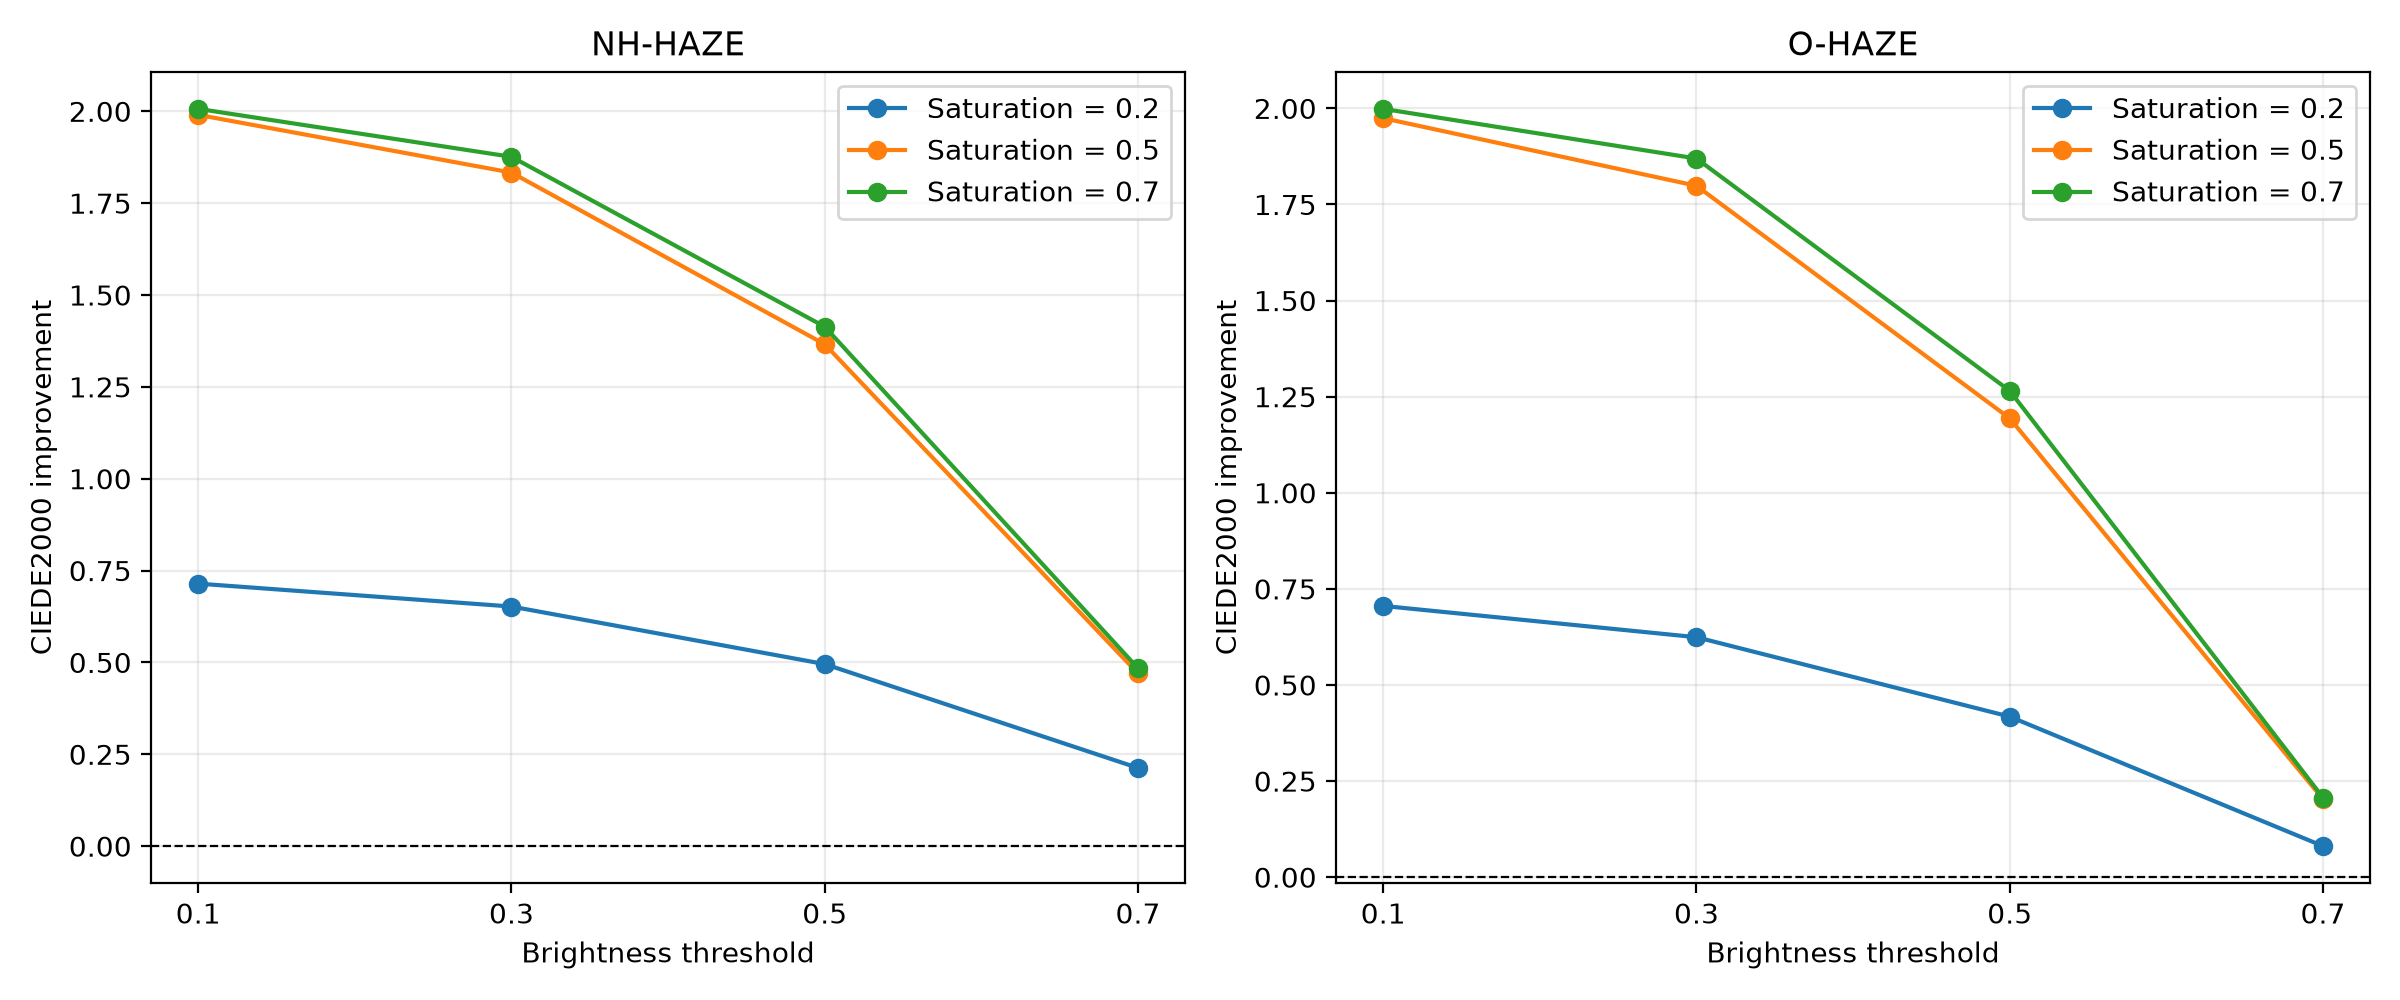 NH-HAZE
CIEDE2000 improvement
2.00
1.75
1.50
1.25
1.00
0.75
0.50
0.25
0.00
Saturation = 0.2
Saturation = 0.5
Saturation = 0.7
0.1 0.3 0.5 0.7
Brightness threshold
O-HAZE
CIEDE2000 improvement
2.00
1.75
1.50
1.25
1.00
0.75
0.50
0.25
0.00
Saturation = 0.2
Saturation = 0.5
Saturation = 0.7
0.1 0.3 0.5 0.7
Brightness threshold